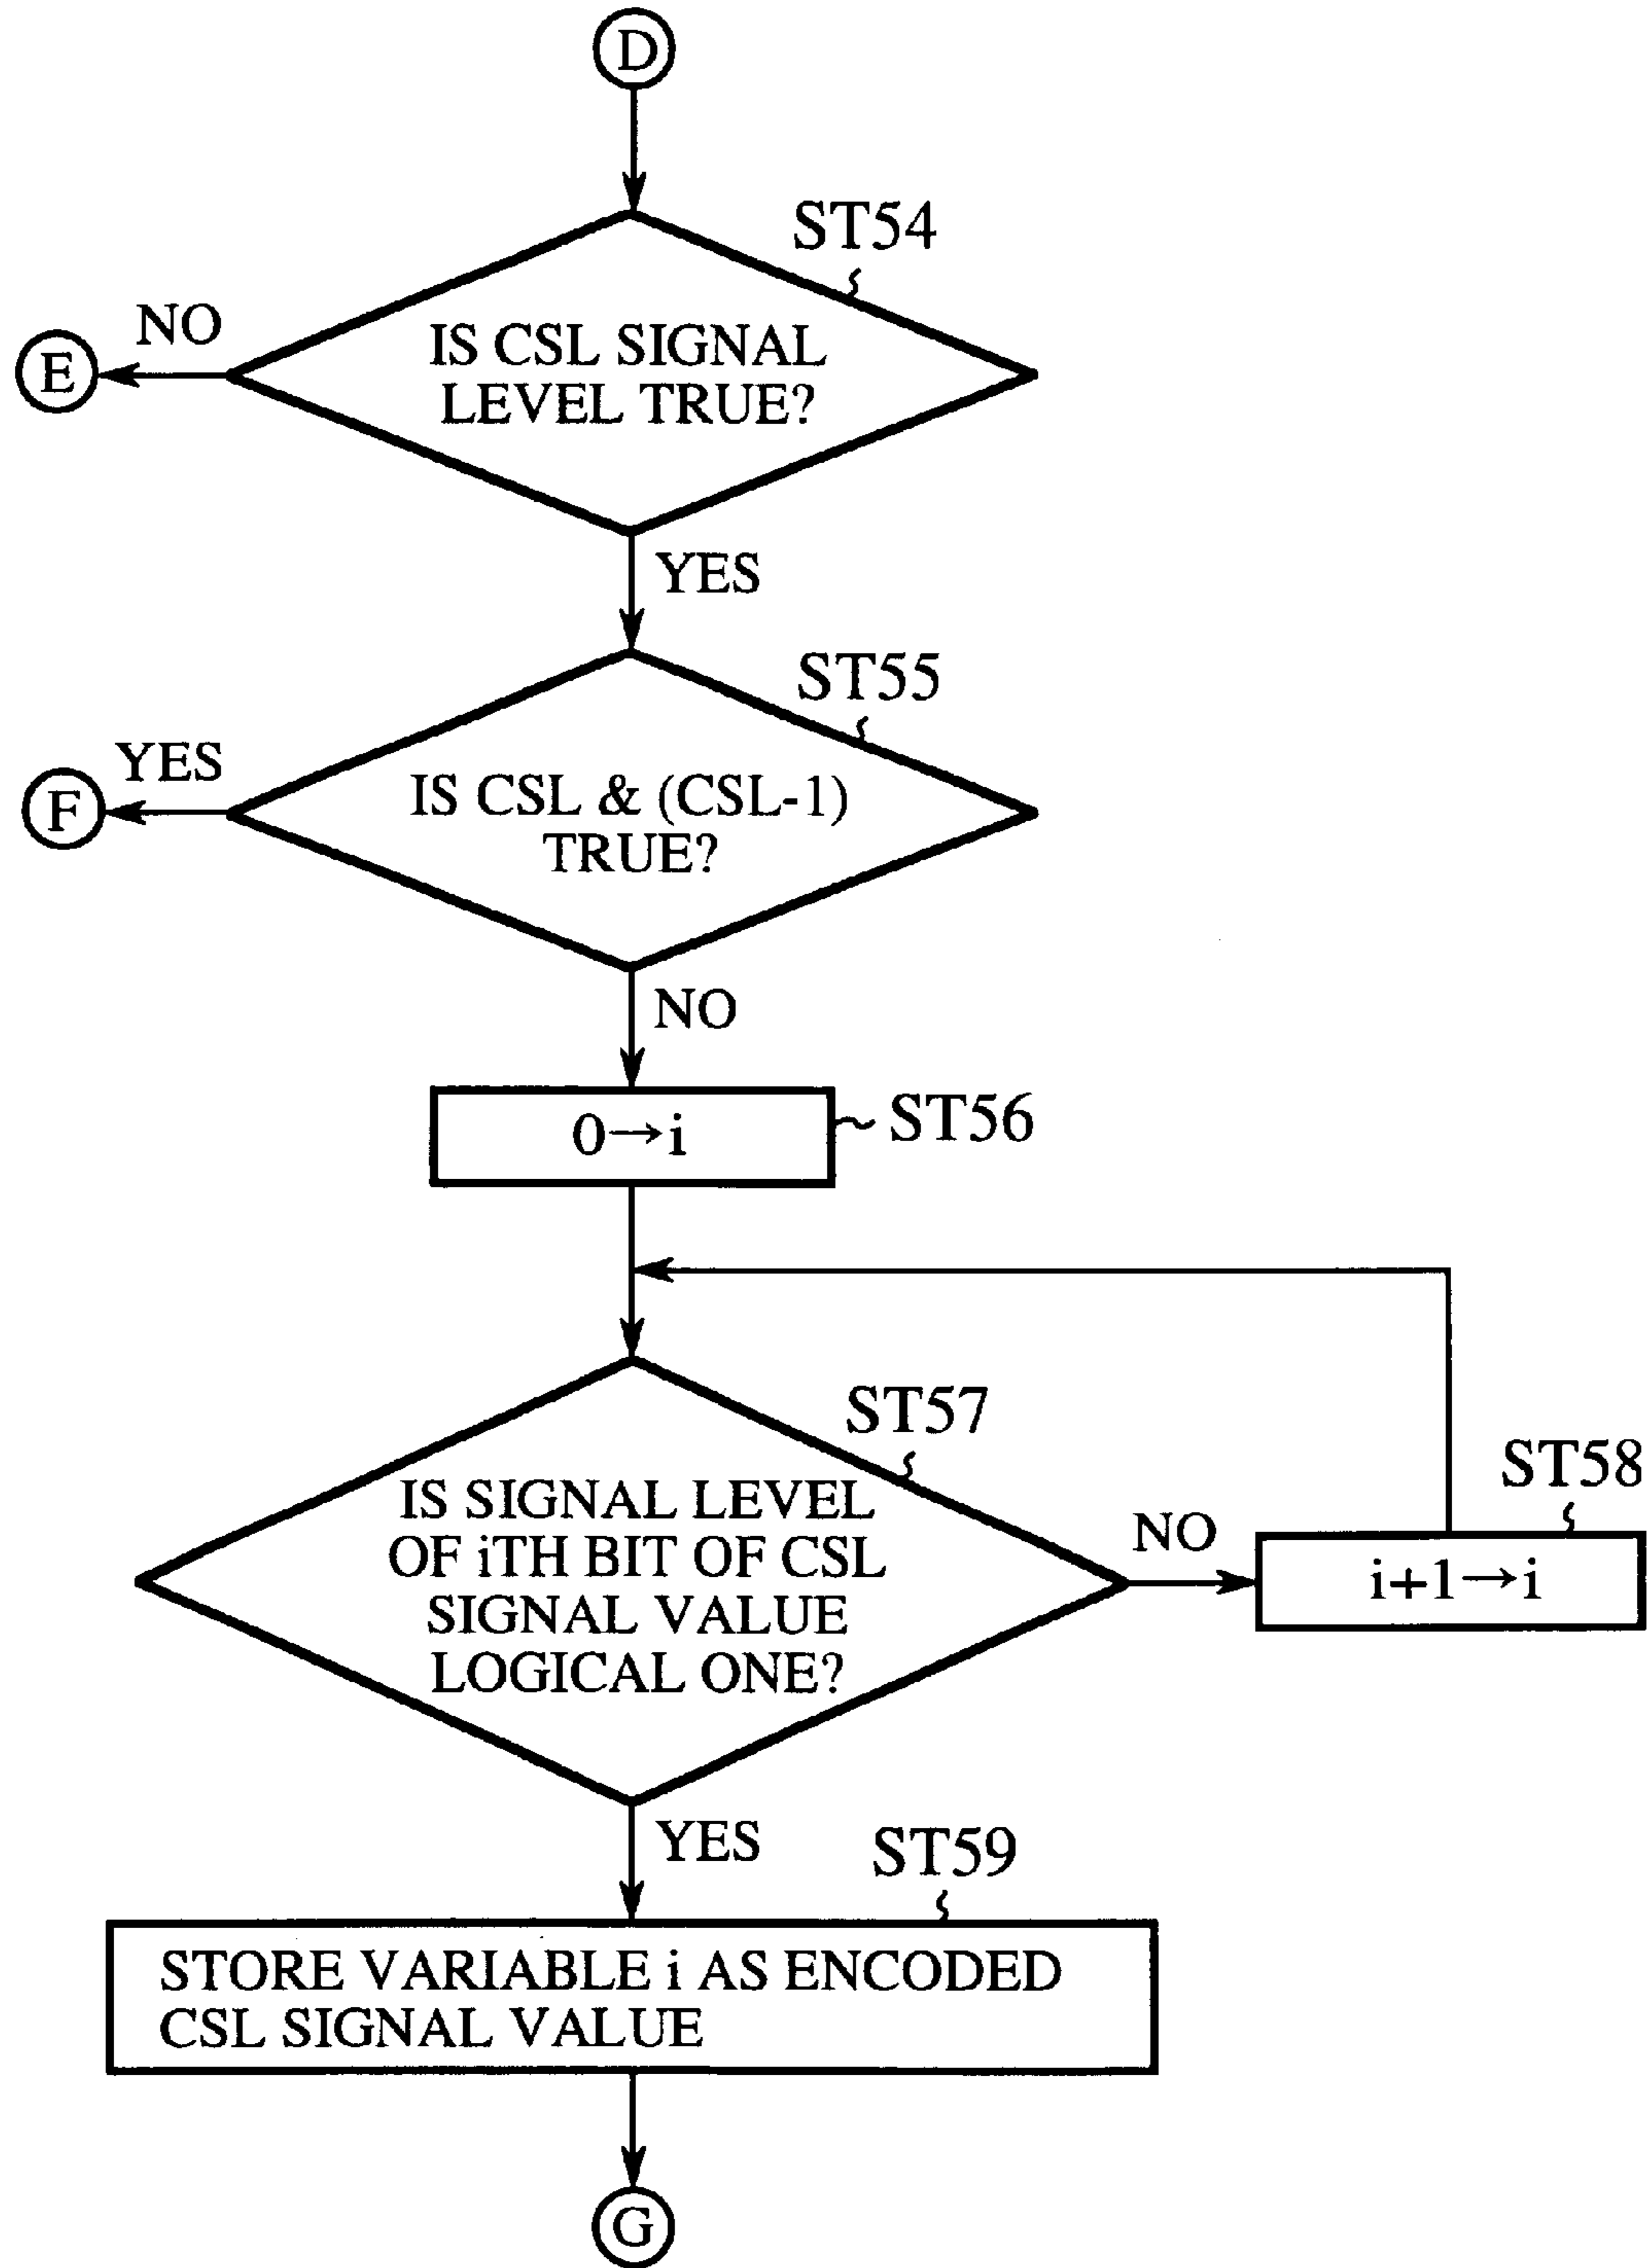 D
ST54
IS CSL SIGNAL
LEVEL TRUE?
NO
E
YES
ST55
IS CSL & (CSL-1)
TRUE?
YES
F
NO
0→i
ST56
ST57
IS SIGNAL LEVEL
OF iTH BIT OF CSL
SIGNAL VALUE
LOGICAL ONE?
NO
ST58
i+1→i
YES
ST59
STORE VARIABLE i AS ENCODED
CSL SIGNAL VALUE
G